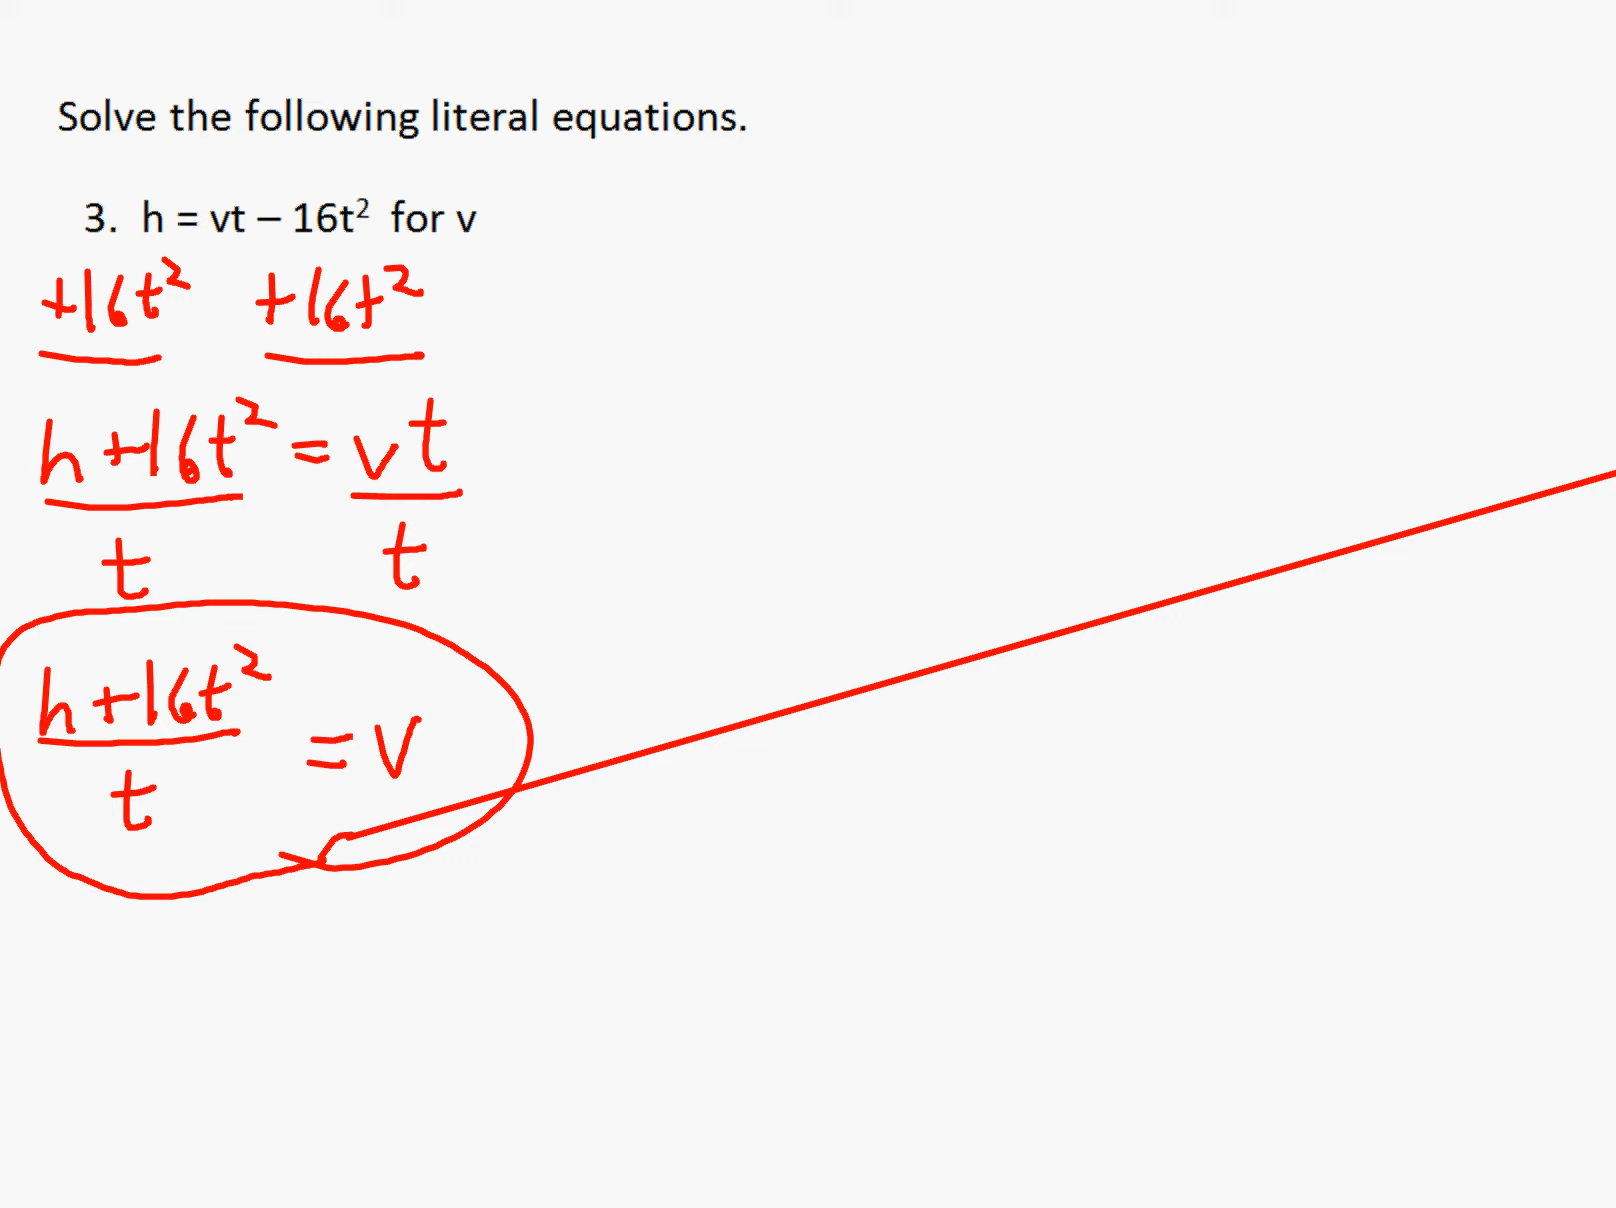 Solve the following literal equations.
3. h = vt – 16t² for v
+16t² +16t²
h+16t² = vt
t t
h+16t²
= v
t